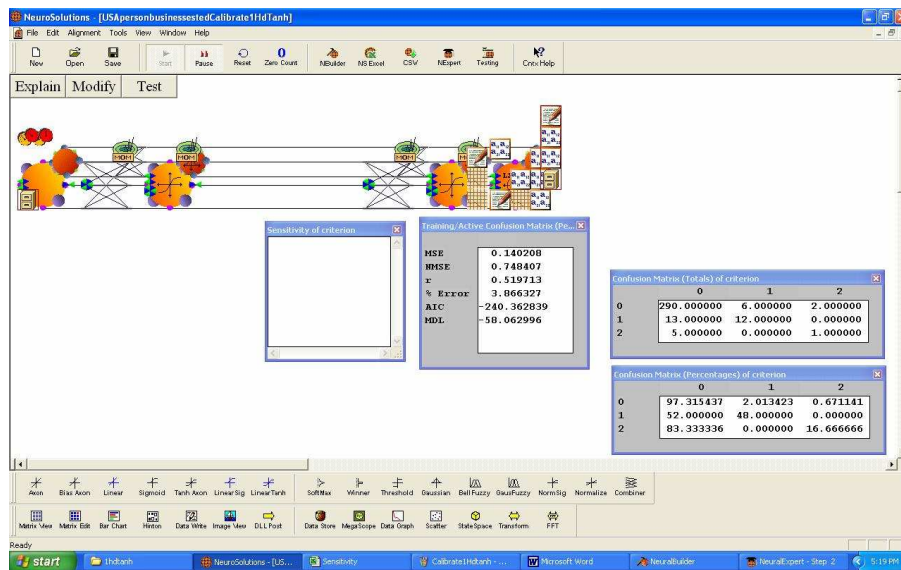 NeuroSolutions - [USApersonbusinessestedCalibrate1HdTanh]
File Edit Alignment Tools View Window Help
New Open Save Start Pause Reset Zero Count NBuilder NS Excel CSV NExpert Testing Cntx Help
Explain Modify Test
MOM MOM MOM MOM
Sensitivity of criterion
Training/Active Confusion Matrix (Pe...
MSE 0.140208
NMSE 0.748407
r 0.519713
% Error 3.866327
AIC -240.362839
MDL -58.062996
Confusion Matrix (Totals) of criterion
0 1 2
0 290.000000 6.000000 2.000000
1 13.000000 12.000000 0.000000
2 5.000000 0.000000 1.000000
Confusion Matrix (Percentages) of criterion
0 1 2
0 97.315437 2.013423 0.671141
1 52.000000 48.000000 0.000000
2 83.333336 0.000000 16.666666
Axon Bias Axon Linear Sigmoid Tanh Axon LinearSig LinearTanh SoftMax Winner Threshold Gaussian BellFuzzy GausFuzzy NormSig Normalize Combiner
Matrix View Matrix Edit Bar Chart Hinton Data Write Image View DLL Post Data Store MegaScope Data Graph Scatter StateSpace Transform FFT
Ready
start 1hdtanh NeuroSolutions - [US... Sensitivity Calibrate1Hdtanh - ... Microsoft Word NeuralBuilder NeuralExpert - Step 2 5:19 PM